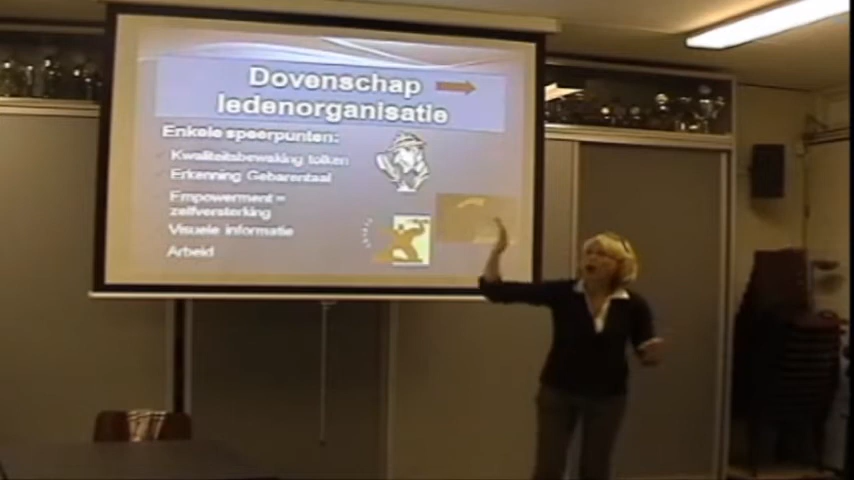 Dovenschap
ledenorganisatie
Enkele speerpunten:
Kwaliteitsbewaking tolken
Erkenning Gebarentaal
Empowerment =
zelfversterking
Visuele informatie
Arbeid